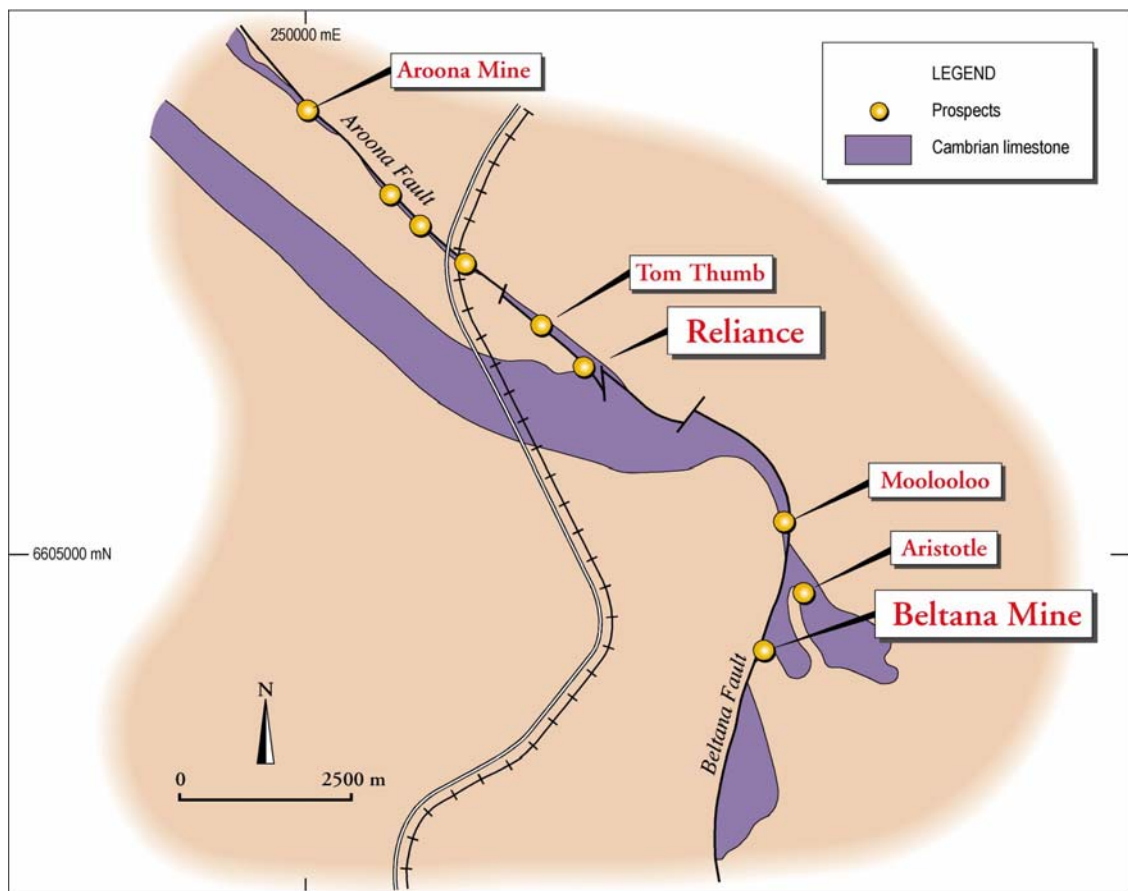 250000 mE
Aroona Mine
LEGEND
Prospects
Cambrian limestone
Aroona Fault
Tom Thumb
Reliance
Moolooloo
6605000 mN
Aristotle
Beltana Mine
Beltana Fault
N
0 2500 m